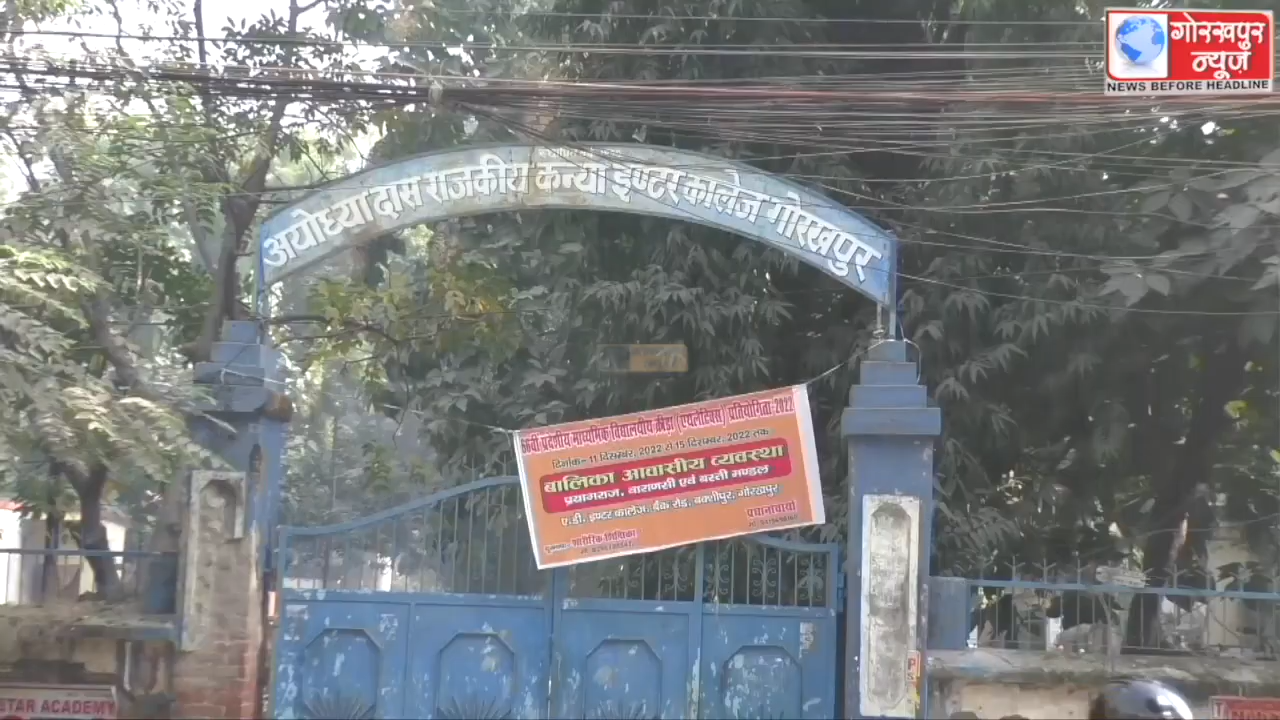 गोरखपुर
न्यूज़
NEWS BEFORE HEADLINE
अयोध्या दास राजकीय कन्या इण्टर कालेज गोरखपुर
66वीं प्रदेशीय माध्यमिक विद्यालयीय क्रीडा (एथलेटिक्स) प्रतियोगिता-2022
दिनांक- 11 दिसम्बर, 2022 से 15 दिसम्बर, 2022 तक
बालिका आवासीय व्यवस्था
प्रयागराज, वाराणसी एवं बस्ती मण्डल
ए.डी. इण्टर कालेज, बैंक रोड, बक्शीपुर, गोरखपुर
प्रधानाचार्या
शारीरिक शिक्षिका
STAR ACADEMY